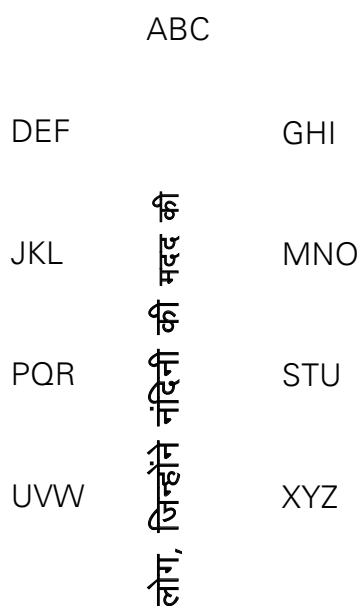 ABC
DEF
GHI
JKL
MNO
PQR
STU
UVW
XYZ
लोग, जिन्होंने नंदिनी की मदद की